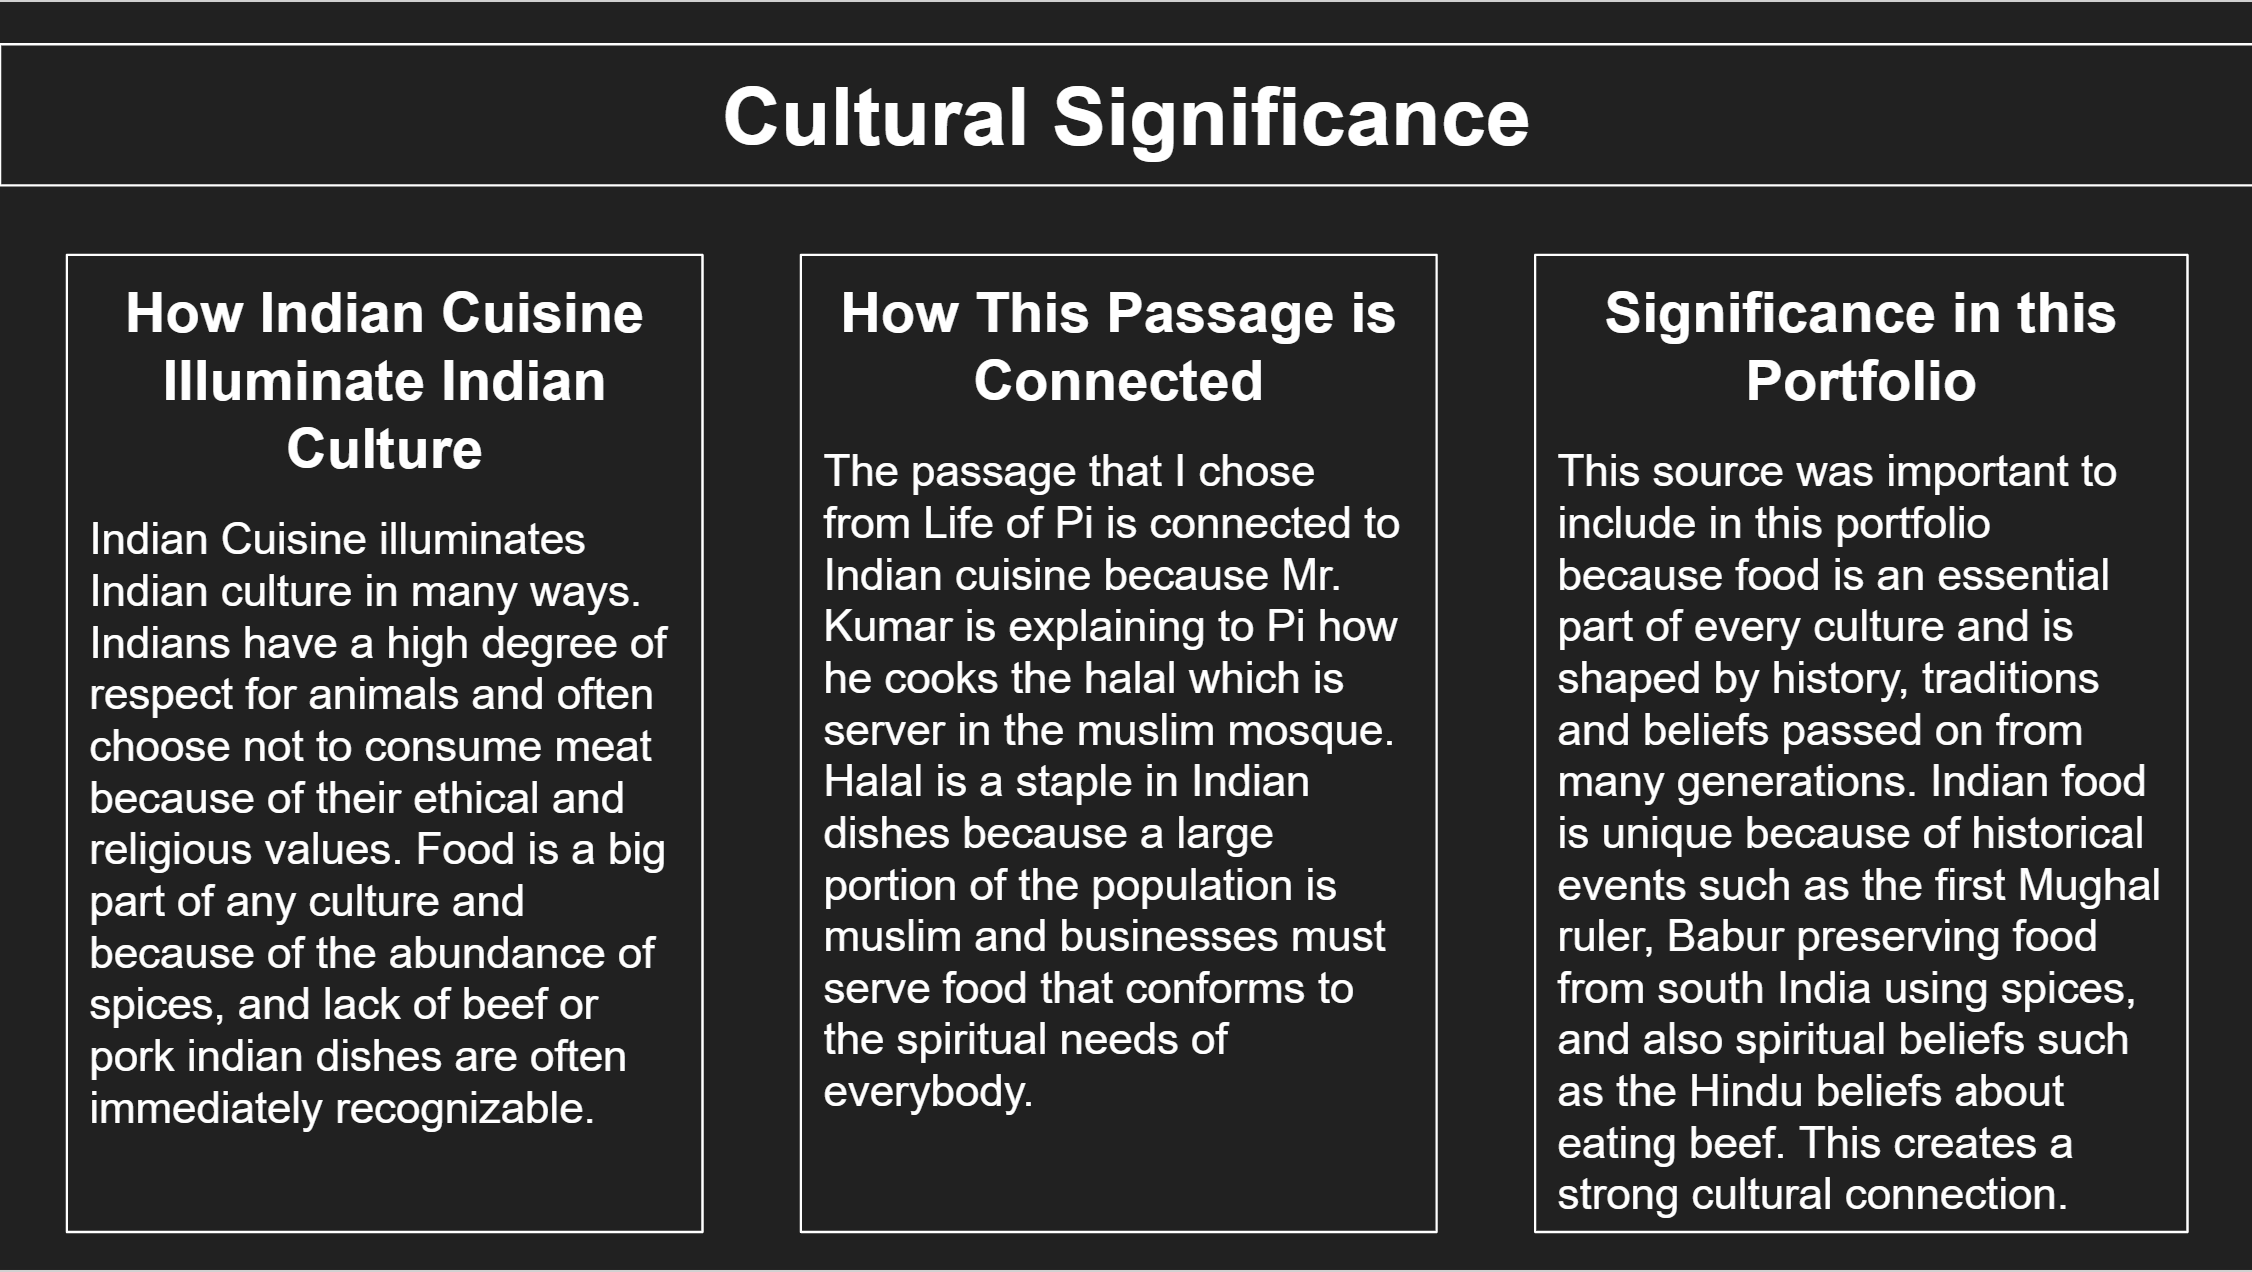 Cultural Significance
How Indian Cuisine
Illuminate Indian
Culture
Indian Cuisine illuminates
Indian culture in many ways.
Indians have a high degree of
respect for animals and often
choose not to consume meat
because of their ethical and
religious values. Food is a big
part of any culture and
because of the abundance of
spices, and lack of beef or
pork indian dishes are often
immediately recognizable.
How This Passage is
Connected
The passage that I chose
from Life of Pi is connected to
Indian cuisine because Mr.
Kumar is explaining to Pi how
he cooks the halal which is
server in the muslim mosque.
Halal is a staple in Indian
dishes because a large
portion of the population is
muslim and businesses must
serve food that conforms to
the spiritual needs of
everybody.
Significance in this
Portfolio
This source was important to
include in this portfolio
because food is an essential
part of every culture and is
shaped by history, traditions
and beliefs passed on from
many generations. Indian food
is unique because of historical
events such as the first Mughal
ruler, Babur preserving food
from south India using spices,
and also spiritual beliefs such
as the Hindu beliefs about
eating beef. This creates a
strong cultural connection.